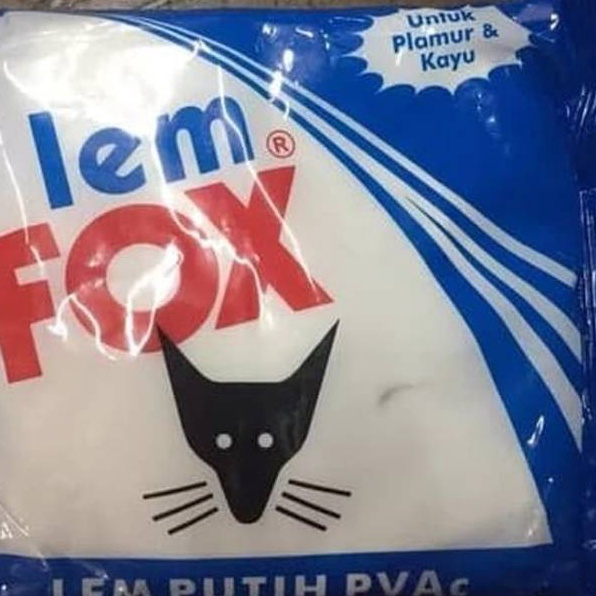 Untuk
Plamur &
Kayu
lem ®
FOX
LEM PUTIH PVAc